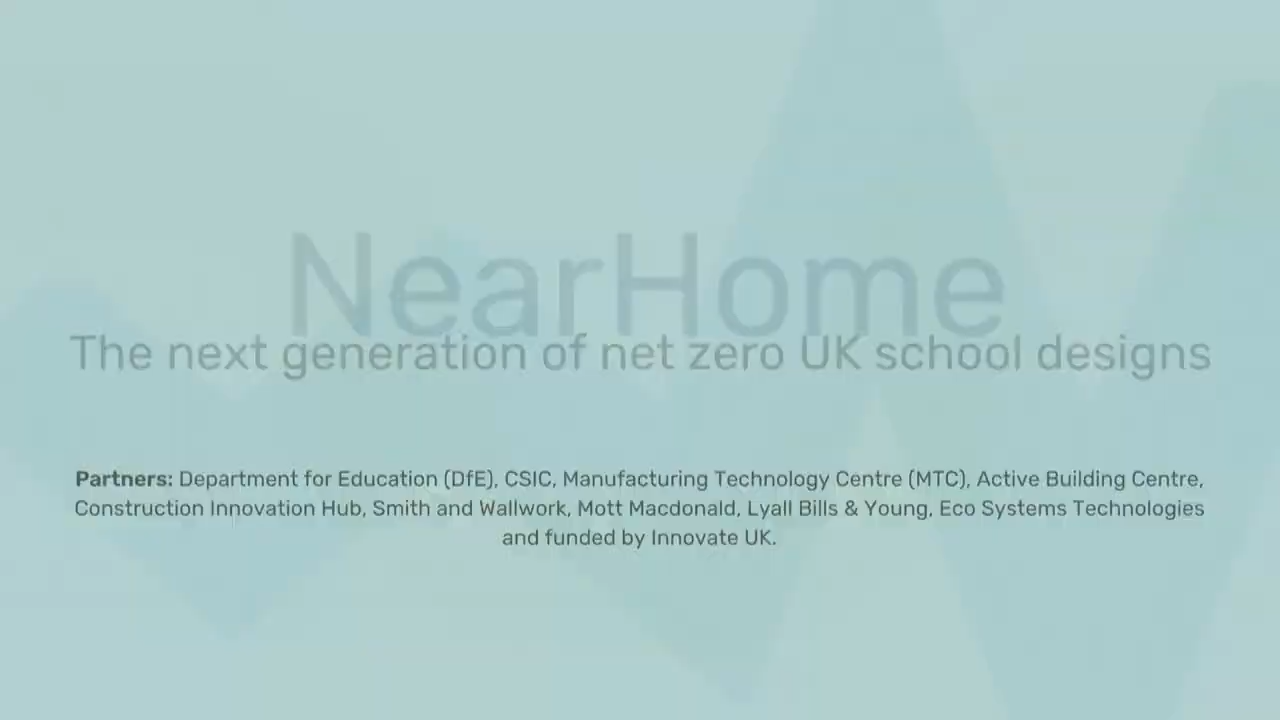 NearHome
The next generation of net zero UK school designs
Partners: Department for Education (DfE), CSIC, Manufacturing Technology Centre (MTC), Active Building Centre,
Construction Innovation Hub, Smith and Wallwork, Mott Macdonald, Lyall Bills & Young, Eco Systems Technologies
and funded by Innovate UK.